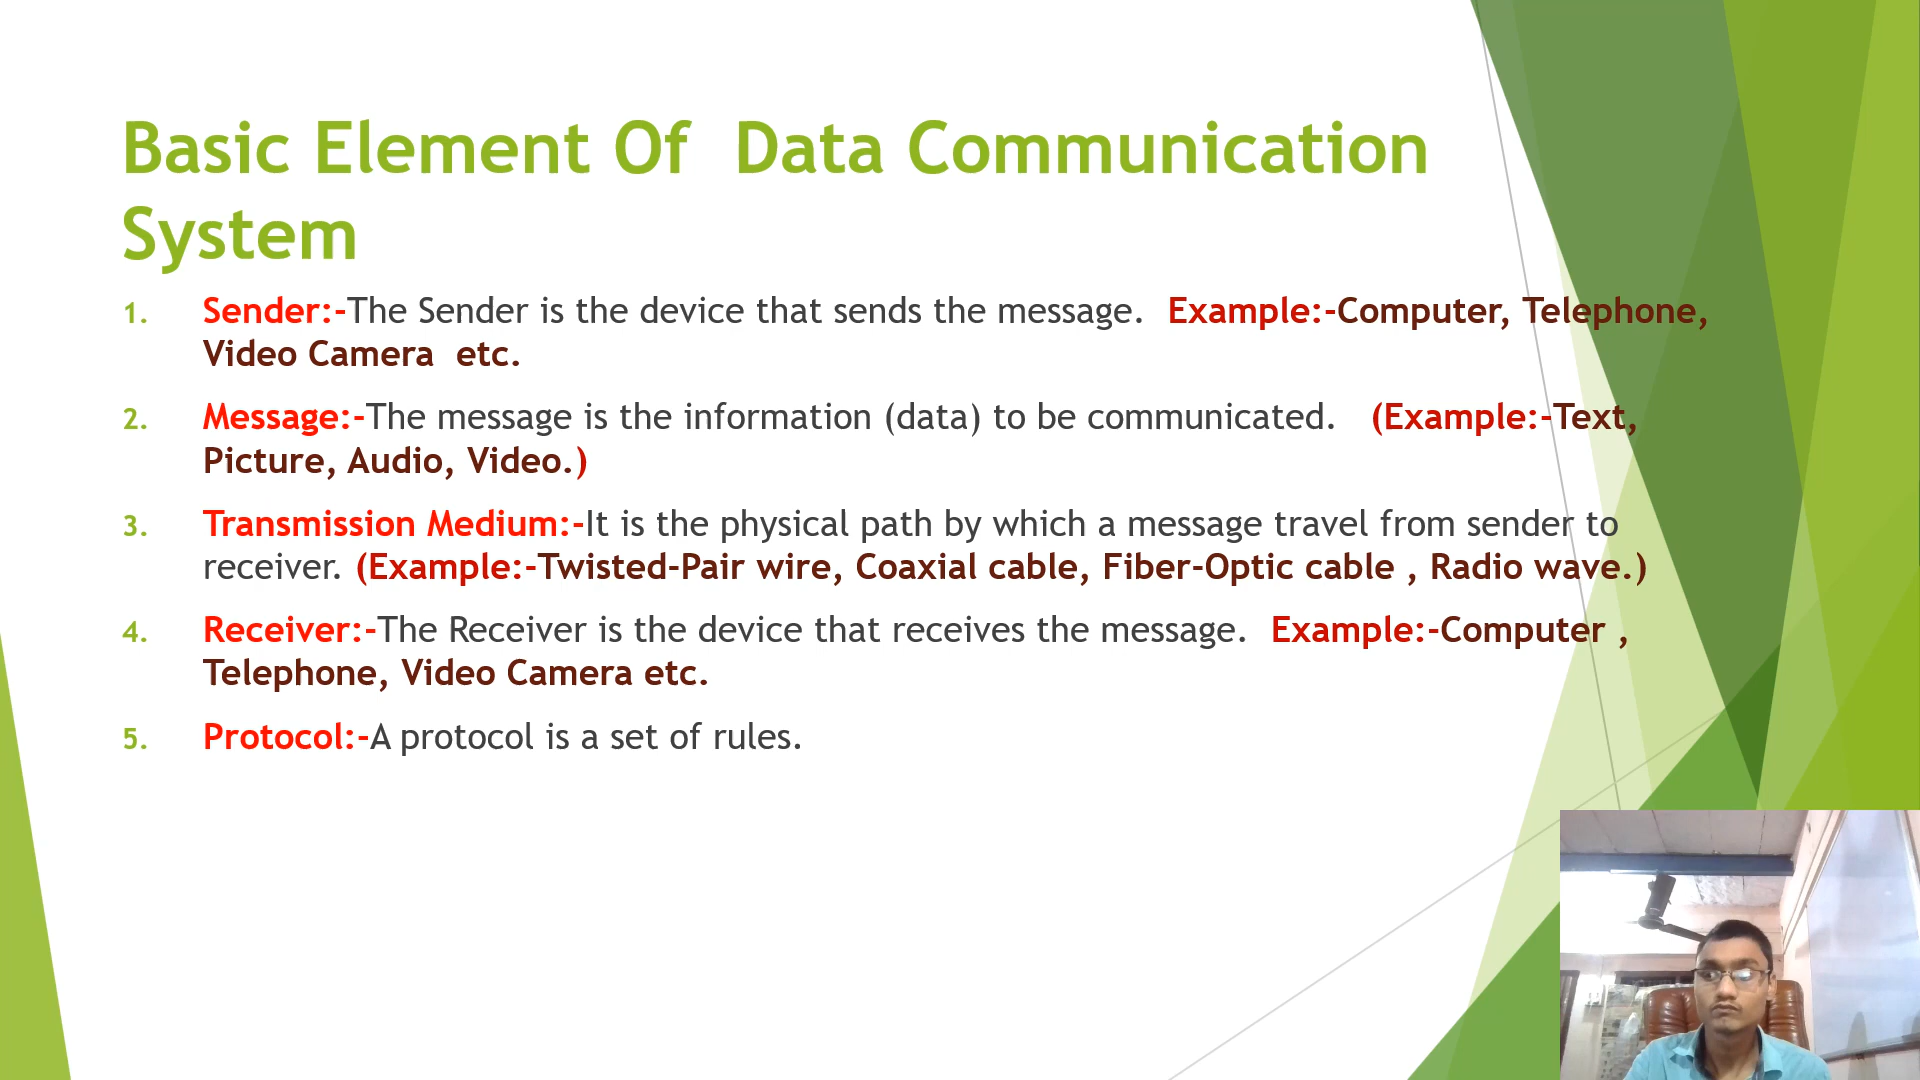 Basic Element Of  Data Communication
System
1. Sender:-The Sender is the device that sends the message.  Example:-Computer, Telephone,
Video Camera  etc.
2. Message:-The message is the information (data) to be communicated.   (Example:-Text,
Picture, Audio, Video.)
3. Transmission Medium:-It is the physical path by which a message travel from sender to
receiver. (Example:-Twisted-Pair wire, Coaxial cable, Fiber-Optic cable , Radio wave.)
4. Receiver:-The Receiver is the device that receives the message.  Example:-Computer ,
Telephone, Video Camera etc.
5. Protocol:-A protocol is a set of rules.